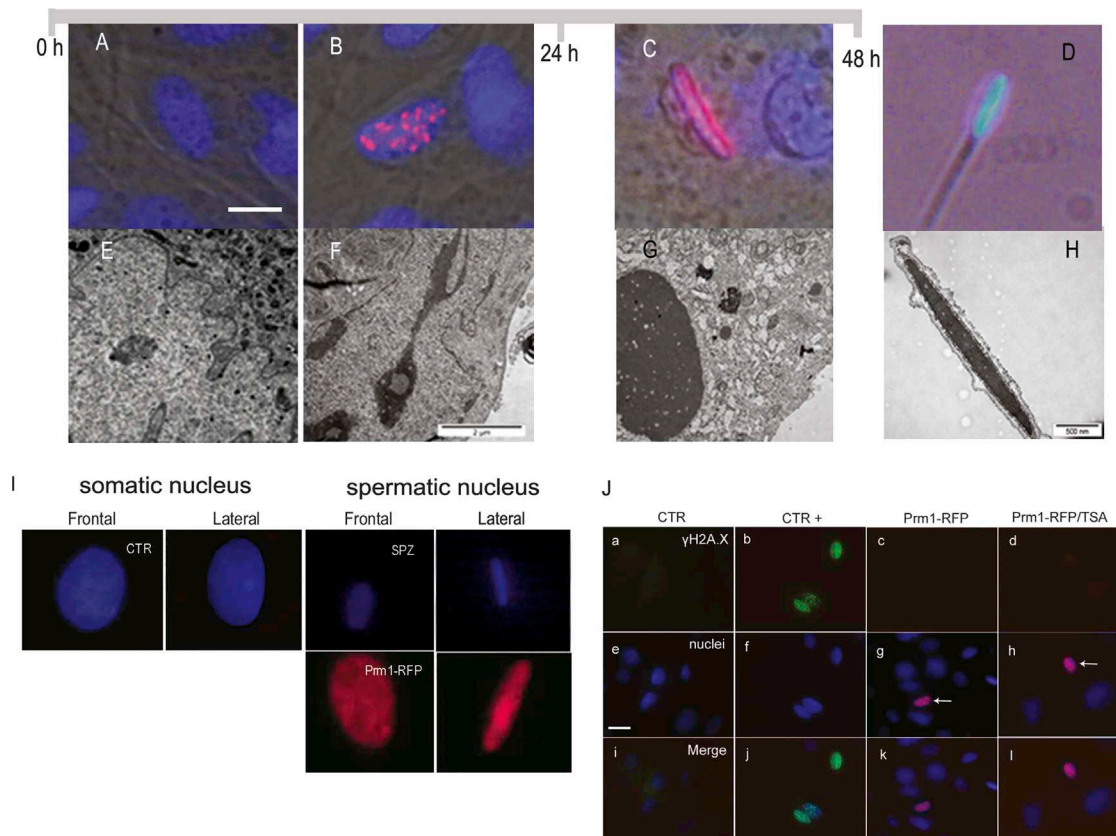 0 h
24 h
48 h
A
B
C
D
E
F
G
H
2 µm
500 nm
I
somatic nucleus
spermatic nucleus
Frontal
Lateral
Frontal
Lateral
CTR
SPZ
Prm1-RFP
J
CTR
CTR +
Prm1-RFP
Prm1-RFP/TSA
a
γH2A.X
b
c
d
e
nuclei
f
g
h
i
Merge
j
k
l